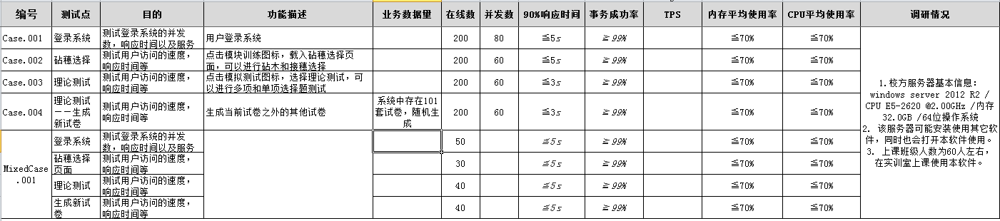 编号 测试点 目的 功能描述 业务数据量 在线数 并发数 90%响应时间 事务成功率 TPS 内存平均使用率 CPU平均使用率 调研情况
Case.001 登录系统 测试登录系统的并发
数，响应时间以及服务 用户登录系统 200 80 ≦5s ≧99% ≦70% ≦70%
Case.002 砧穗选择 测试用户访问的速度，
响应时间等 点击模块训练图标，载入砧穗选择页
面，可以进行砧木和接穗选择 200 60 ≦5s ≧99% ≦70% ≦70%
Case.003 理论测试 测试用户访问的速度，
响应时间等 点击模拟测试图标，选择理论测试，可
以进行多项和单项选择题测试 200 60 ≦3s ≧99% ≦70% ≦70%
Case.004 理论测试
——生成
新试卷 测试用户访问的速度，
响应时间等 生成当前试卷之外的其他试卷 系统中存在101
套试卷，随机生
成 200 60 ≦3s ≧99% ≦70% ≦70%
MixedCase
.001 登录系统 测试登录系统的并发
数，响应时间以及服务 50 ≦5s ≧99% ≦70% ≦70%
砧穗选择
页面 测试用户访问的速度，
响应时间等 30 ≦5s ≧99% ≦70% ≦70%
理论测试 测试用户访问的速度，
响应时间等 40 ≦5s ≧99% ≦70% ≦70%
生成新试
卷 测试用户访问的速度，
响应时间等 40 ≦5s ≧99% ≦70% ≦70%
1.校方服务器基本信息：
windows server 2012 R2 /
CPU E5-2620 @2.00GHz /内存
32.0GB /64位操作系统
2. 该服务器可能安装使用其它软
件，同时也会打开本软件使用。
3. 上课班级人数为60人左右，
在实训室上课使用本软件。